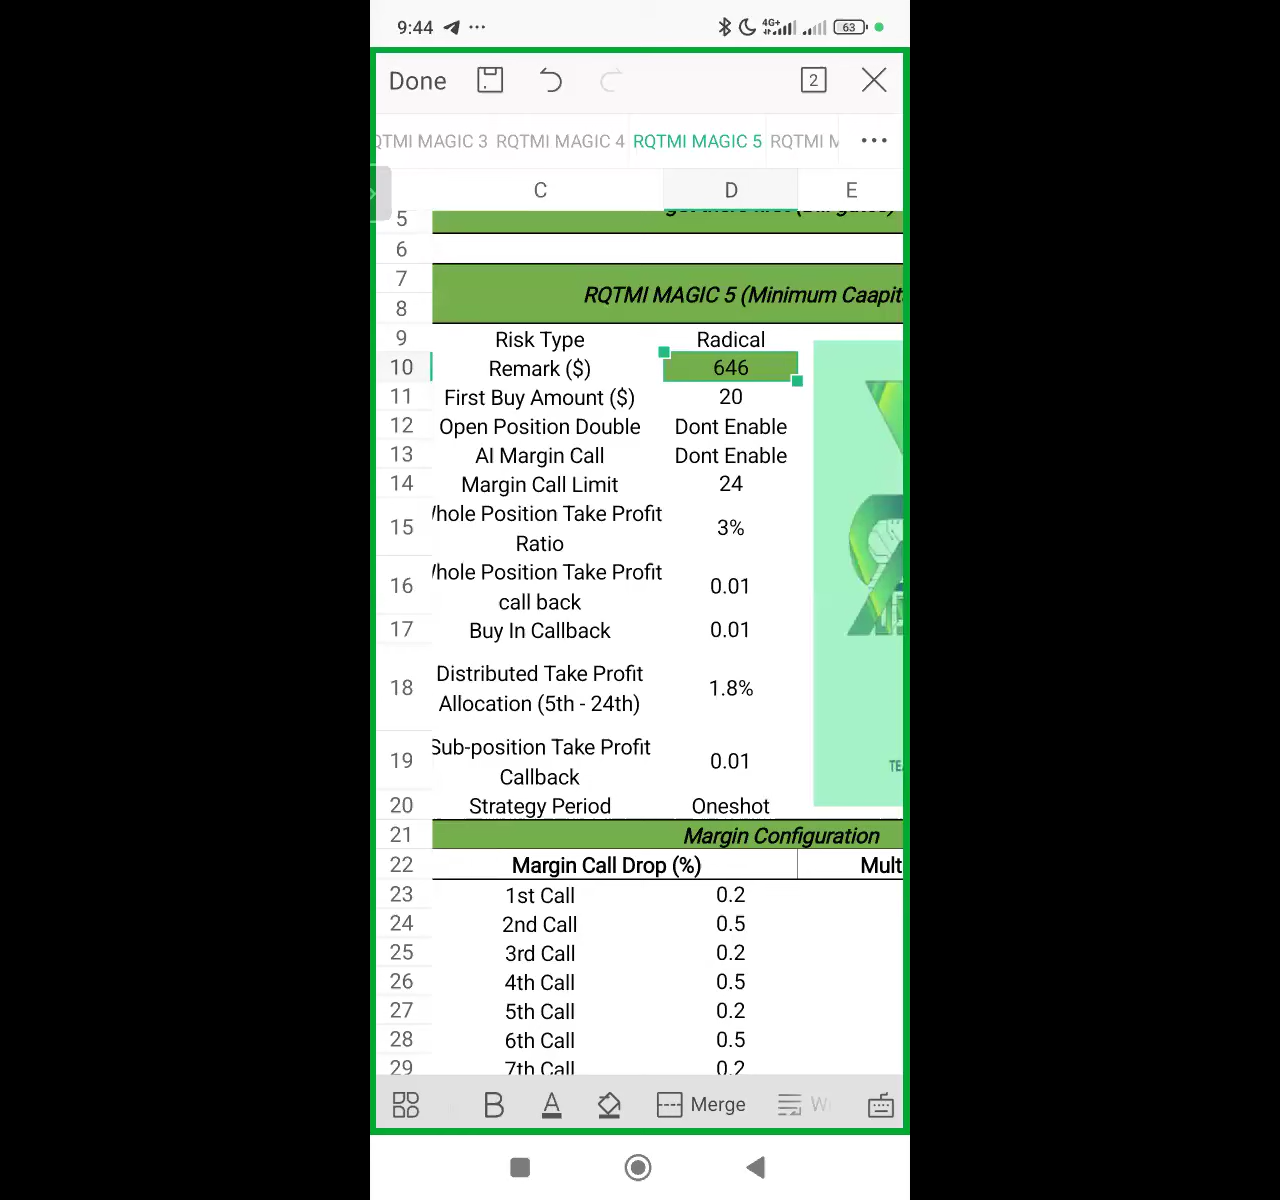 9:44 ... 4G+ 63
Done 2
QTMI MAGIC 3 RQTMI MAGIC 4 RQTMI MAGIC 5 RQTMI M
C D E
5
6
7
RQTMI MAGIC 5 (Minimum Caapit
8
9 Risk Type Radical
10 Remark ($) 646
11 First Buy Amount ($) 20
12 Open Position Double Dont Enable
13 AI Margin Call Dont Enable
14 Margin Call Limit 24
15 Whole Position Take Profit
Ratio 3%
16 Whole Position Take Profit
call back 0.01
17 Buy In Callback 0.01
18 Distributed Take Profit
Allocation (5th - 24th) 1.8%
19 Sub-position Take Profit
Callback 0.01
TEA
20 Strategy Period Oneshot
21 Margin Configuration
22 Margin Call Drop (%) Mult
23 1st Call 0.2
24 2nd Call 0.5
25 3rd Call 0.2
26 4th Call 0.5
27 5th Call 0.2
28 6th Call 0.5
29 7th Call 0.2
B A Merge W